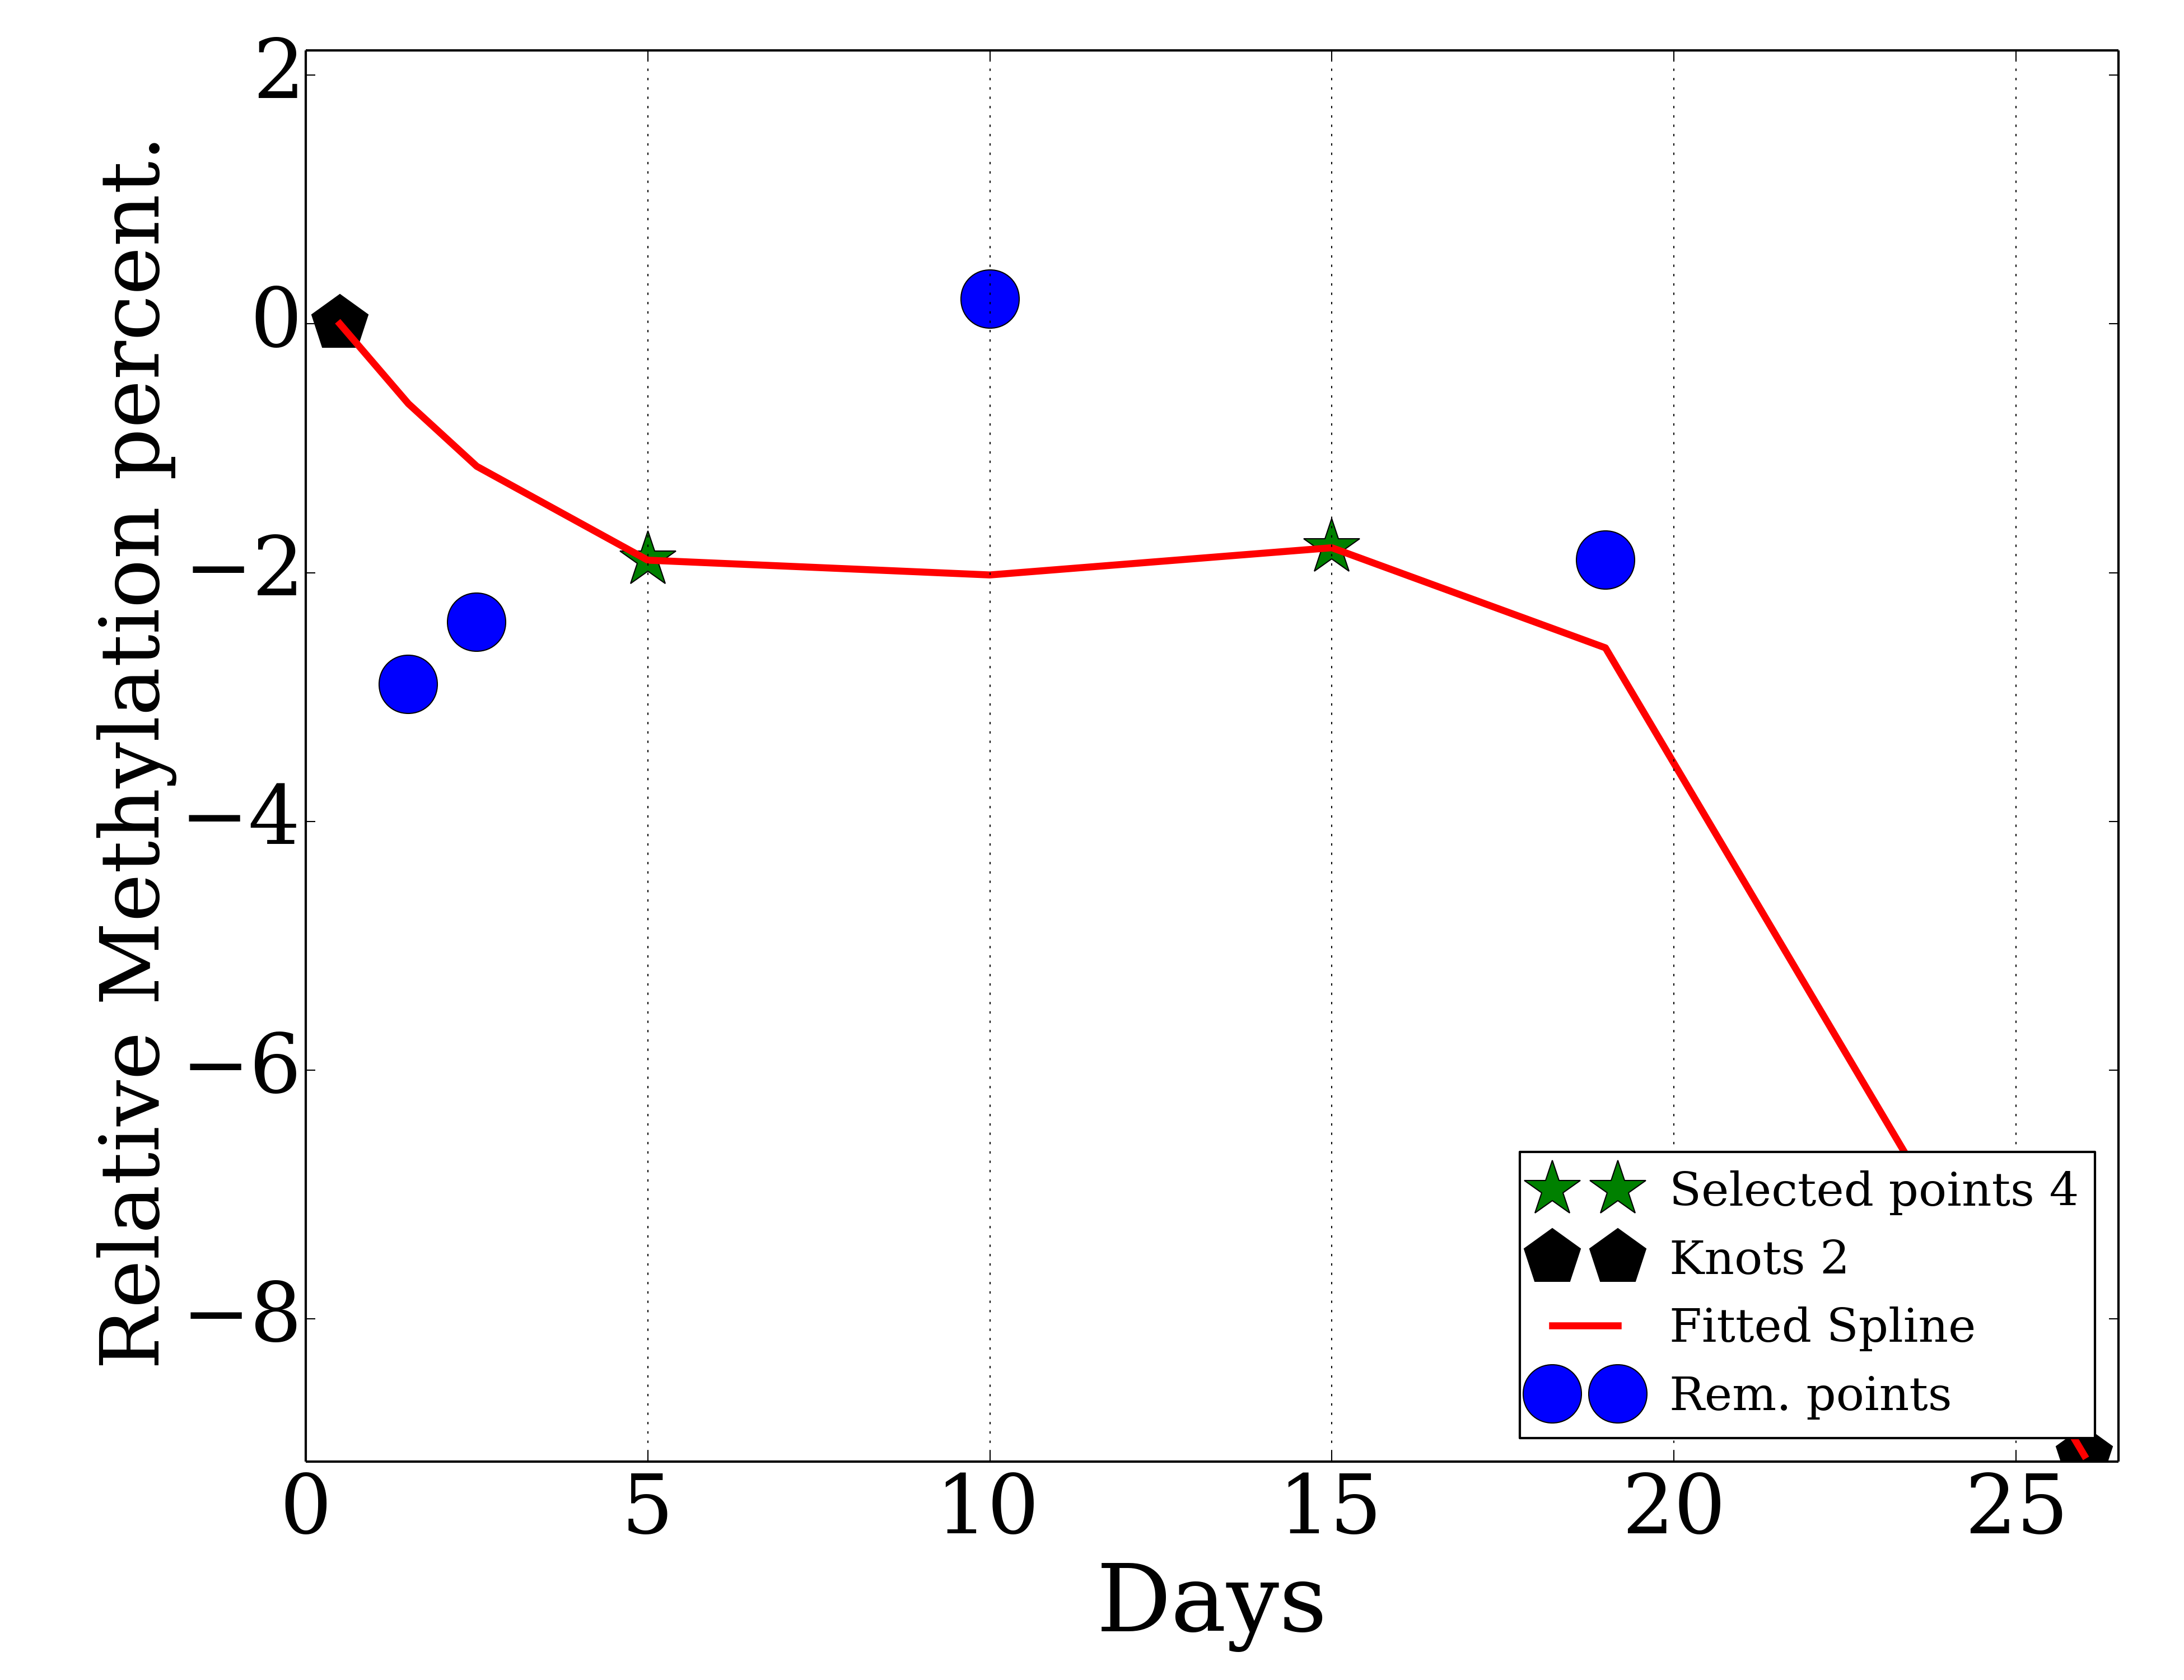 Relative Methylation percent.
2
0
−2
−4
−6
−8
0 5 10 15 20 25
Days
Selected points 4
Knots 2
Fitted Spline
Rem. points